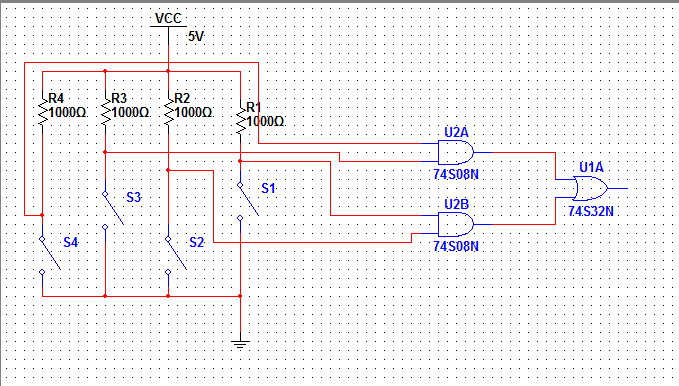 VCC
5V
R4
1000Ω
R3
1000Ω
R2
1000Ω
R1
1000Ω
U2A
74S08N
U1A
74S32N
S1
S3
U2B
74S08N
S4
S2